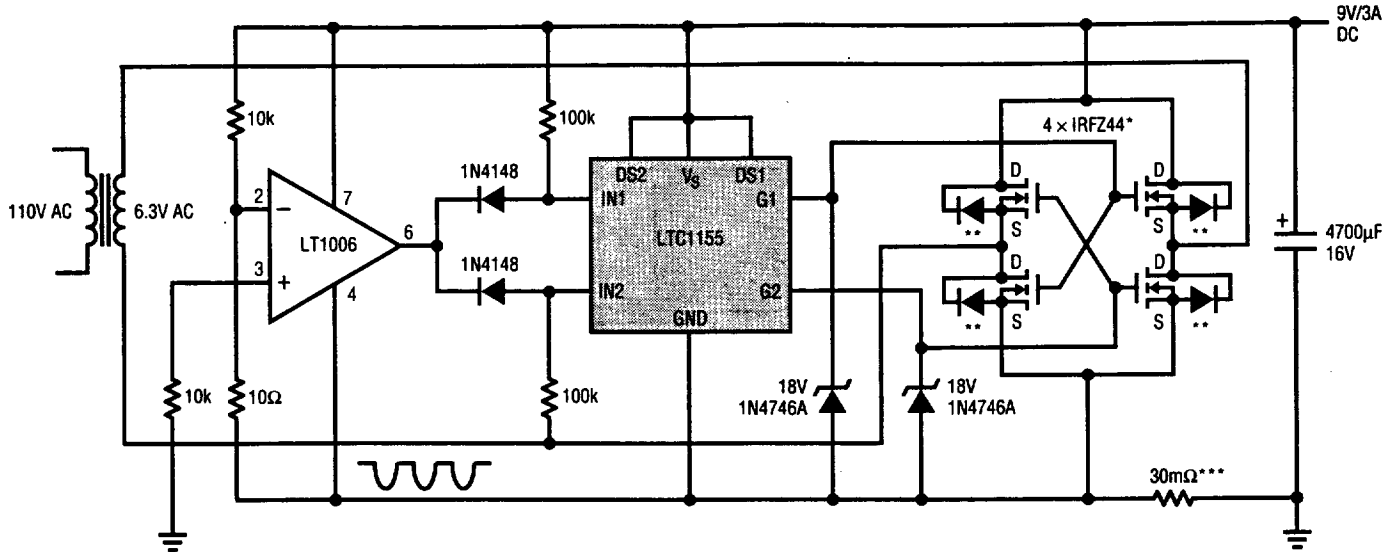 9V/3A
DC
10k
100k
4 × IRFZ44*
110V AC
6.3V AC
2
−
7
LT1006
3
+
4
6
1N4148
1N4148
DS2
VS
DS1
IN1
G1
LTC1155
IN2
G2
GND
D
S
**
D
S
**
D
S
**
D
S
**
+
4700µF
16V
10k
10Ω
100k
18V
1N4746A
18V
1N4746A
30mΩ***